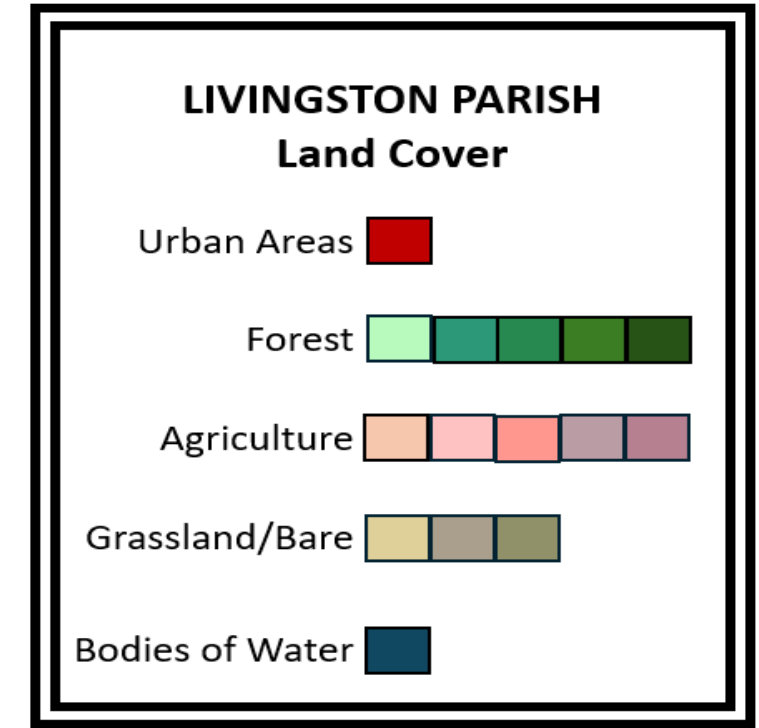 LIVINGSTON PARISH
Land Cover
Urban Areas
Forest
Agriculture
Grassland/Bare
Bodies of Water